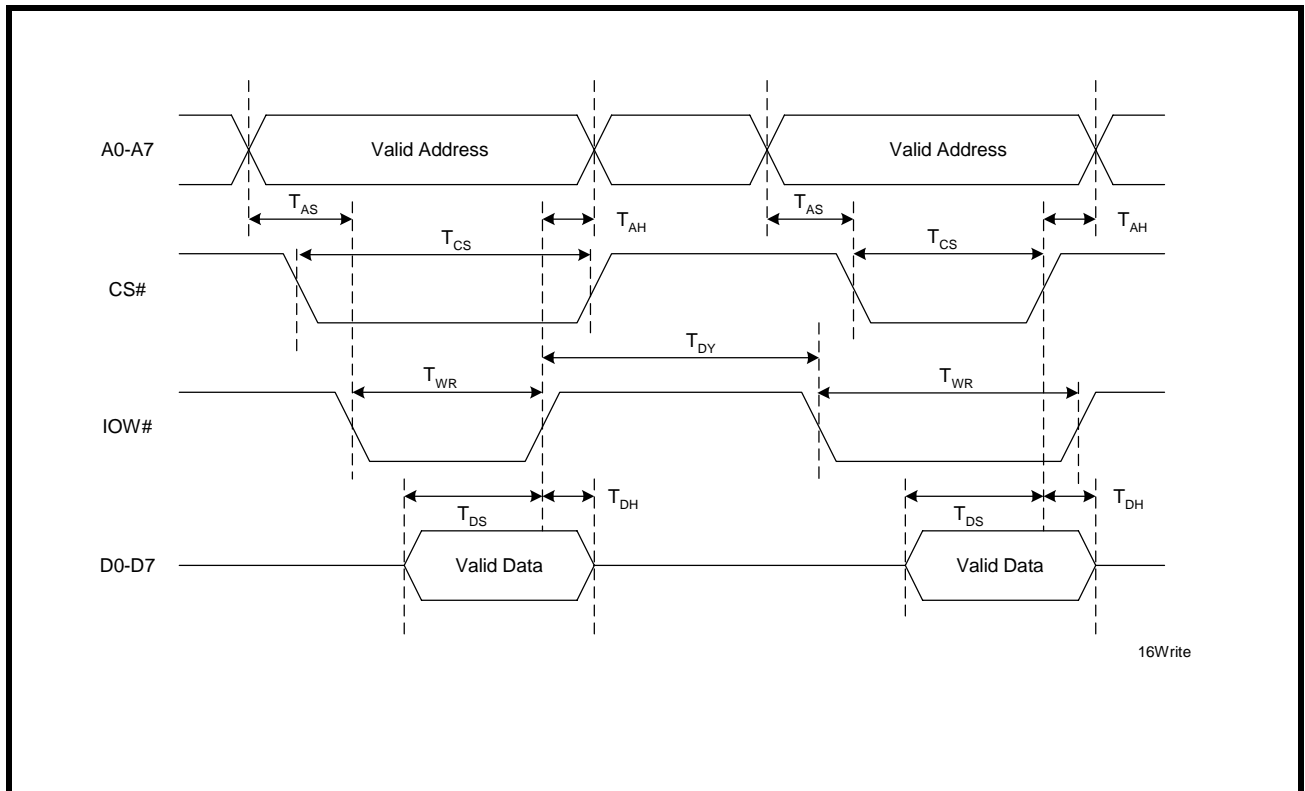 A0-A7
Valid Address
Valid Address
TAS
TAH
TAS
TAH
TCS
TCS
CS#
TDY
TWR
TWR
IOW#
TDS
TDH
TDS
TDH
D0-D7
Valid Data
Valid Data
16Write